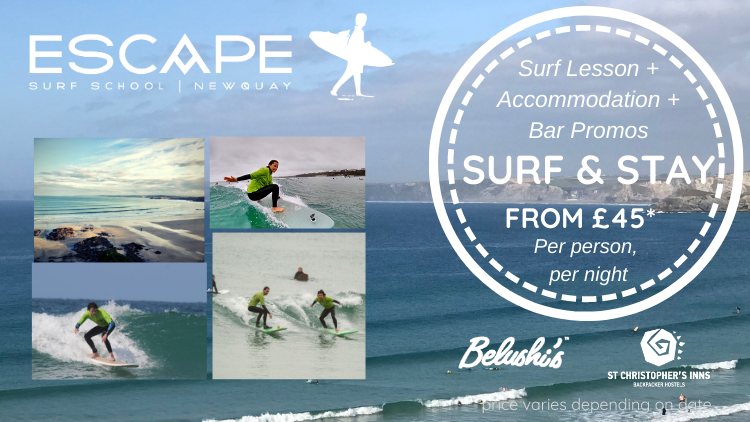 ESCAPE
SURF SCHOOL | NEWQUAY
Surf Lesson +
Accommodation +
Bar Promos
SURF & STAY
FROM £45*
Per person,
per night
Belushi's™
ST CHRISTOPHER'S INNS
BACKPACKER HOSTELS
*price varies depending on date